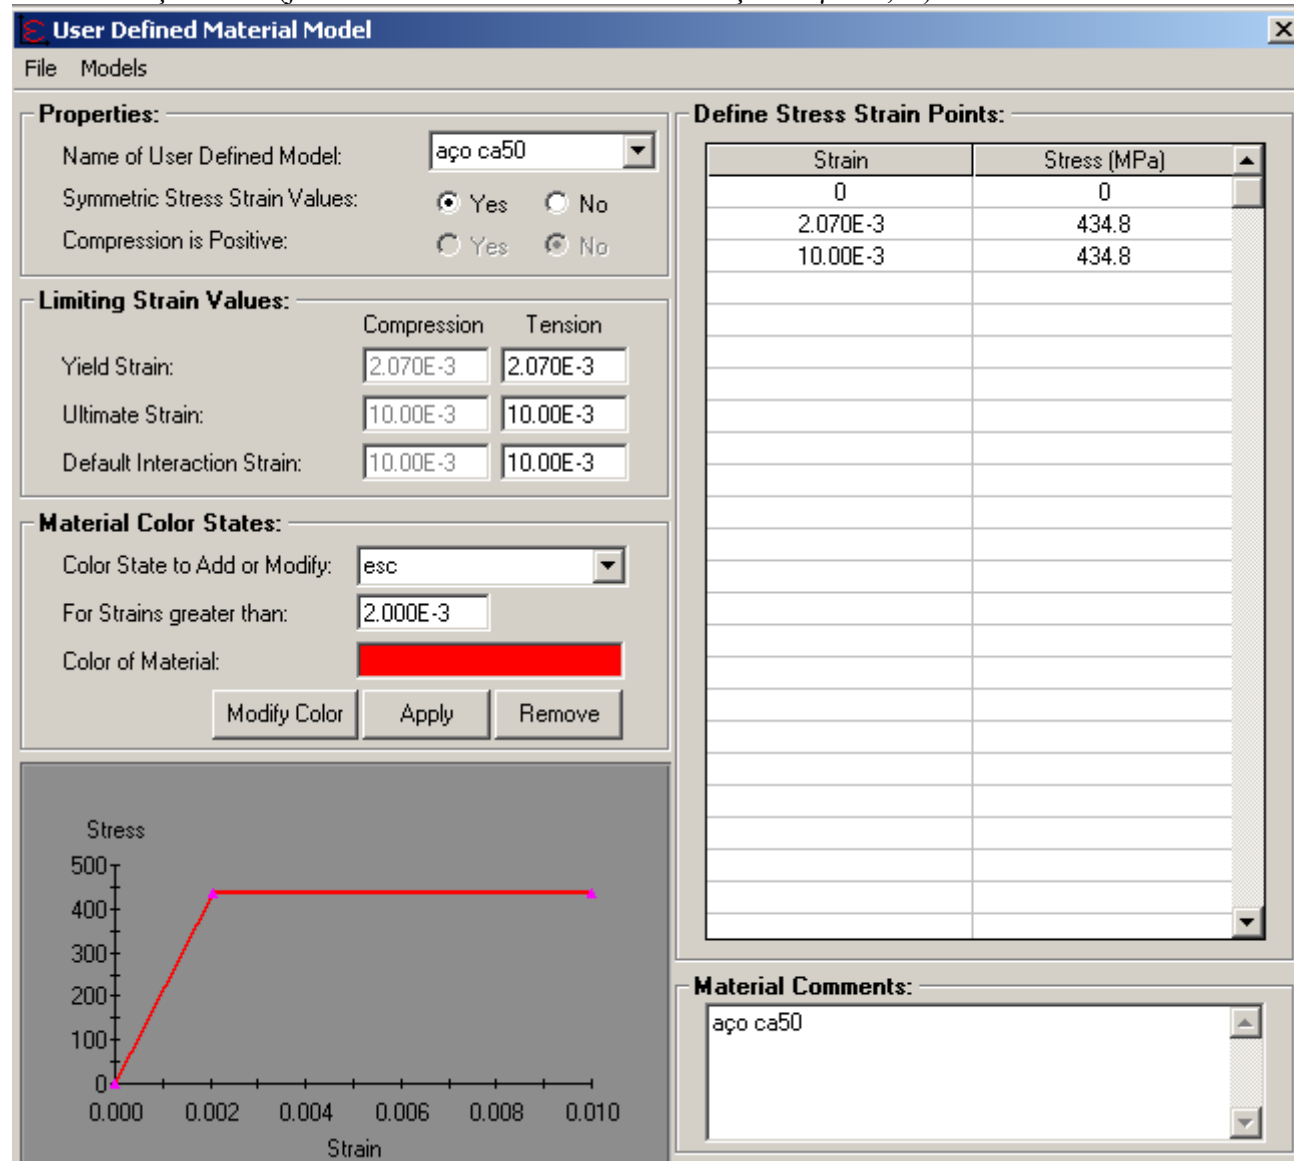 User Defined Material Model
File Models
Properties:
Name of User Defined Model: aço ca50
Symmetric Stress Strain Values: Yes No
Compression is Positive: Yes No
Limiting Strain Values:
Compression Tension
Yield Strain: 2.070E-3 2.070E-3
Ultimate Strain: 10.00E-3 10.00E-3
Default Interaction Strain: 10.00E-3 10.00E-3
Material Color States:
Color State to Add or Modify: esc
For Strains greater than: 2.000E-3
Color of Material:
Modify Color Apply Remove
Stress
500
400
300
200
100
0
0.000 0.002 0.004 0.006 0.008 0.010
Strain
Define Stress Strain Points:
Strain Stress (MPa)
0 0
2.070E-3 434.8
10.00E-3 434.8
Material Comments:
aço ca50